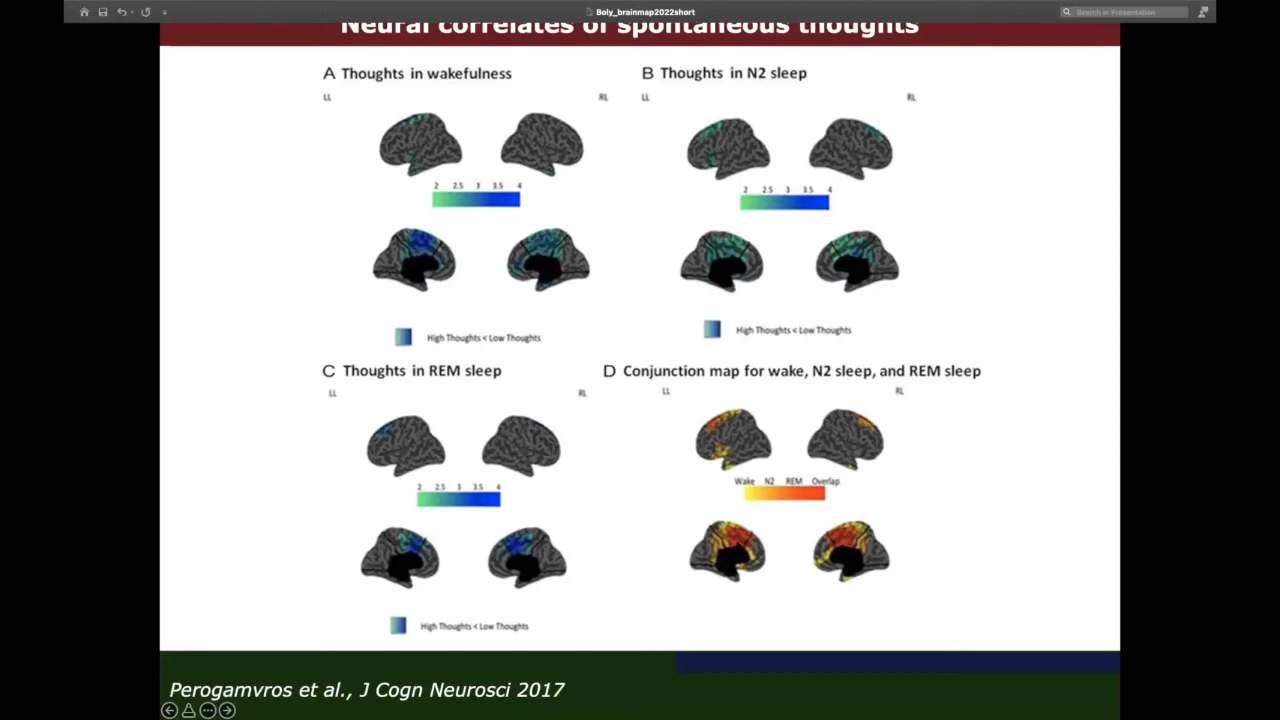 Boly_brainmap2022short
Search in Presentation
Neural correlates of spontaneous thoughts
A Thoughts in wakefulness
LL
RL
2 2.5 3 3.5 4
High Thoughts < Low Thoughts
B Thoughts in N2 sleep
LL
RL
2 2.5 3 3.5 4
High Thoughts < Low Thoughts
C Thoughts in REM sleep
LL
RL
2 2.5 3 3.5 4
High Thoughts < Low Thoughts
D Conjunction map for wake, N2 sleep, and REM sleep
LL
RL
Wake N2 REM Overlap
Perogamvros et al., J Cogn Neurosci 2017